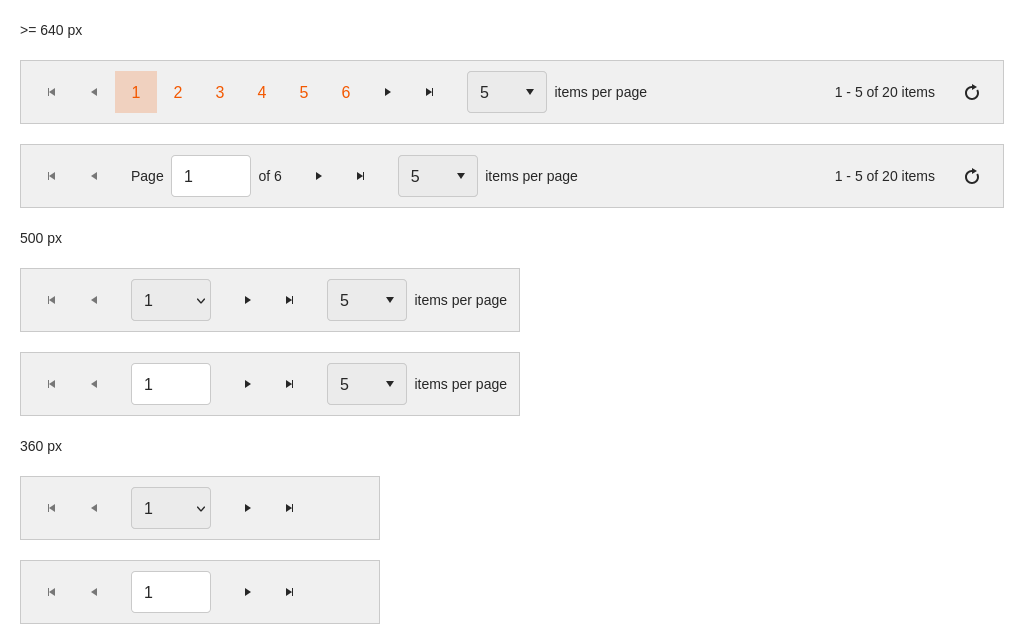 >= 640 px
1 2 3 4 5 6 5 items per page 1 - 5 of 20 items
Page 1 of 6 5 items per page 1 - 5 of 20 items
500 px
1 5 items per page
1 5 items per page
360 px
1
1